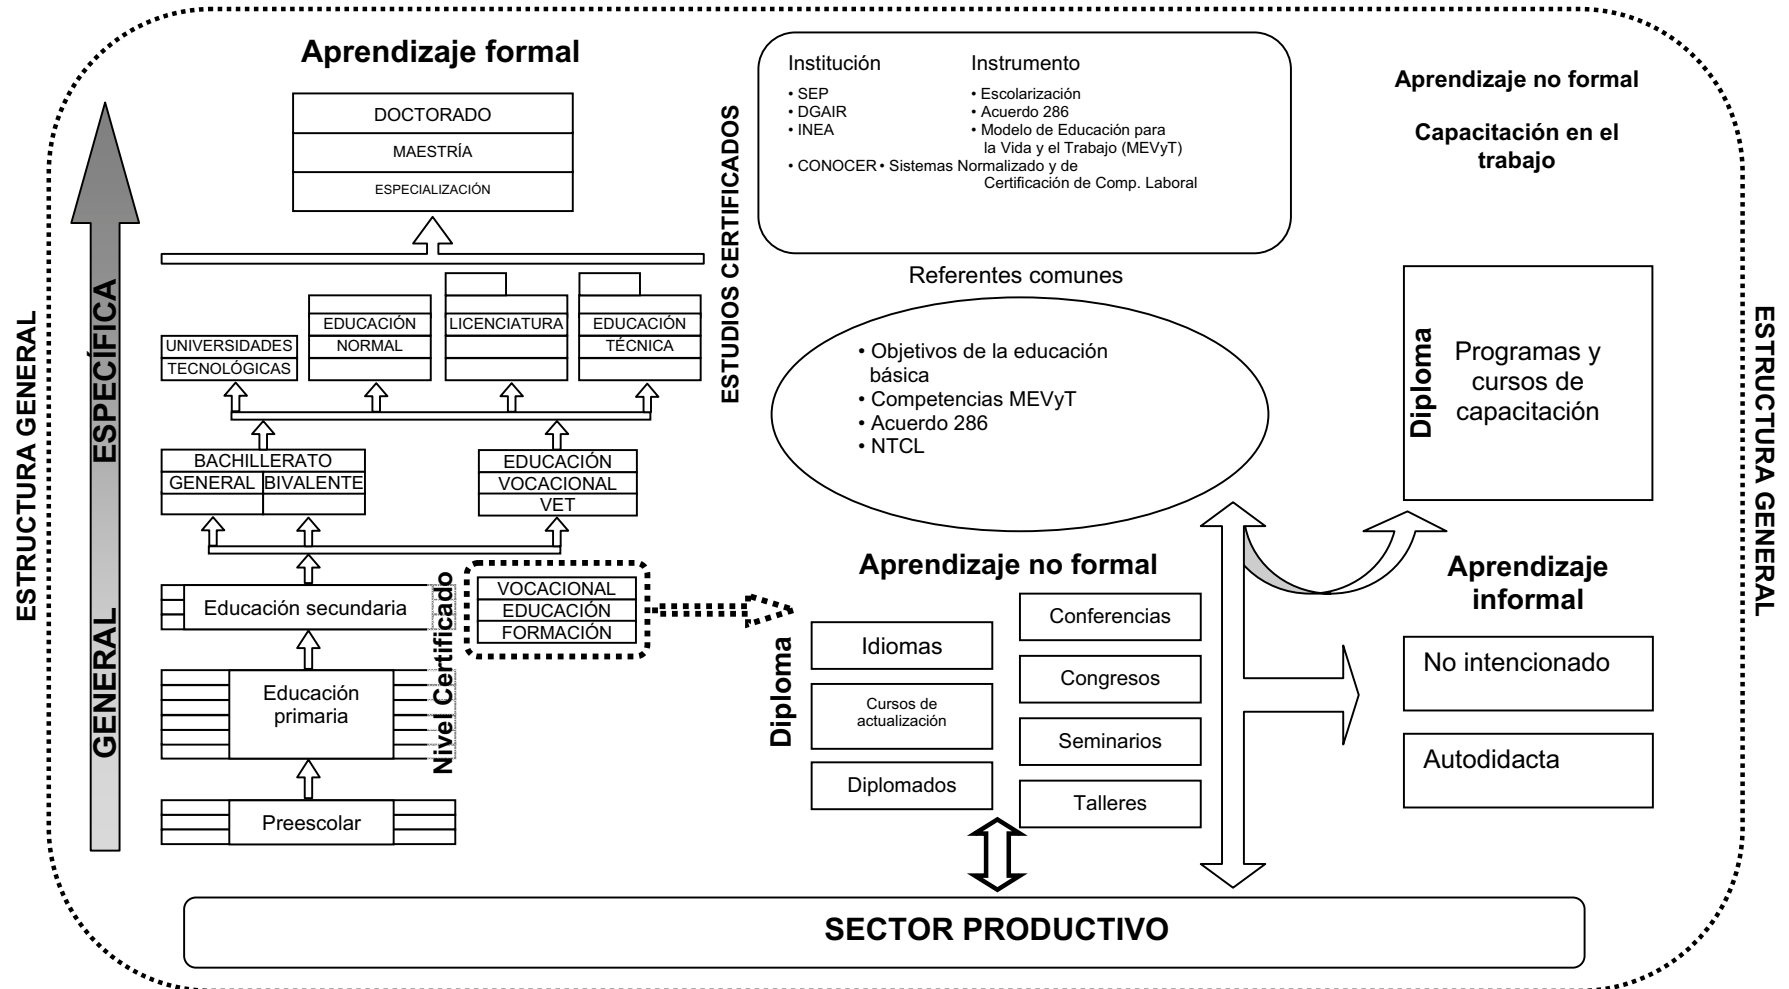 ESTRUCTURA GENERAL
ESPECÍFICA
GENERAL
Aprendizaje formal
DOCTORADO
MAESTRÍA
ESPECIALIZACIÓN
UNIVERSIDADES
TECNOLÓGICAS
EDUCACIÓN
NORMAL
LICENCIATURA
EDUCACIÓN
TÉCNICA
BACHILLERATO
GENERAL
BIVALENTE
EDUCACIÓN
VOCACIONAL
VET
Educación secundaria
Educación
primaria
Preescolar
Nivel Certificado
VOCACIONAL
EDUCACIÓN
FORMACIÓN
ESTUDIOS CERTIFICADOS
Institución Instrumento
• SEP • Escolarización
• DGAIR • Acuerdo 286
• INEA • Modelo de Educación para
la Vida y el Trabajo (MEVyT)
• CONOCER • Sistemas Normalizado y de
Certificación de Comp. Laboral
Referentes comunes
• Objetivos de la educación
básica
• Competencias MEVyT
• Acuerdo 286
• NTCL
Aprendizaje no formal
Diploma
Idiomas
Cursos de
actualización
Diplomados
Conferencias
Congresos
Seminarios
Talleres
Aprendizaje no formal
Capacitación en el
trabajo
Diploma
Programas y
cursos de
capacitación
Aprendizaje
informal
No intencionado
Autodidacta
ESTRUCTURA GENERAL
SECTOR PRODUCTIVO